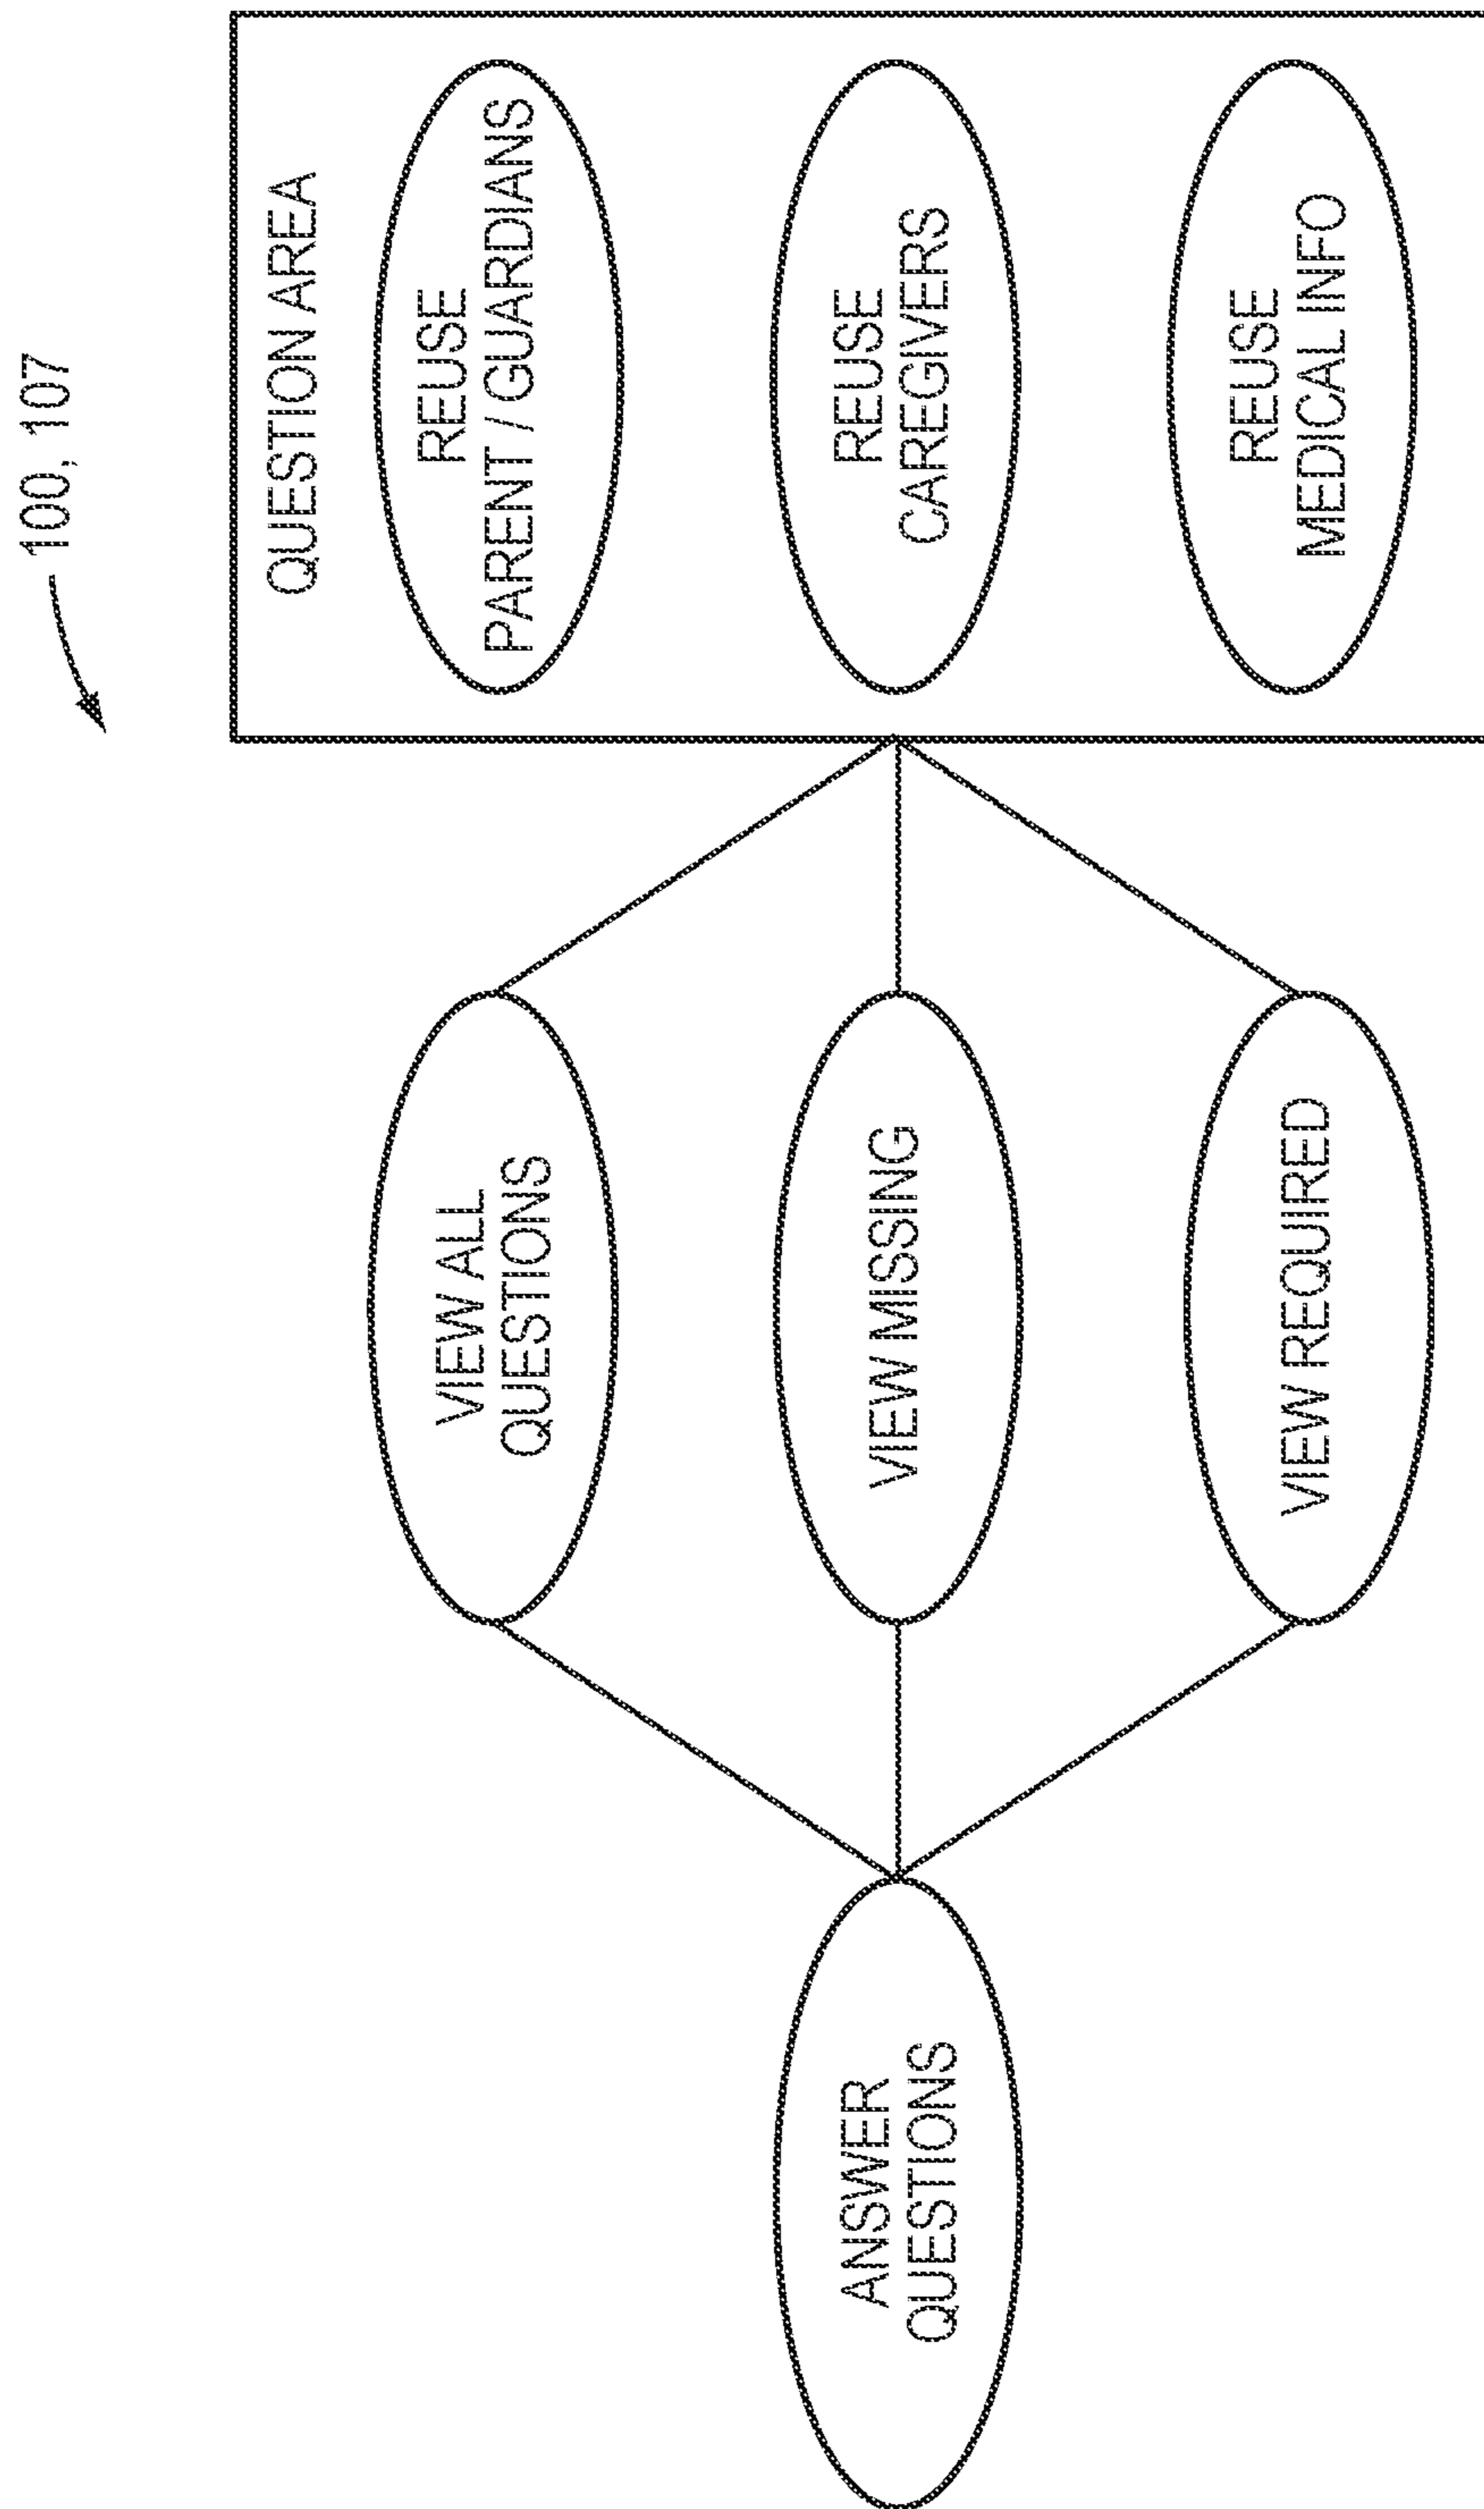 100, 107
ANSWER
QUESTIONS
VIEW ALL
QUESTIONS
VIEW MISSING
VIEW REQUIRED
QUESTION AREA
REUSE
PARENT / GUARDIANS
REUSE
CAREGIVERS
REUSE
MEDICAL INFO